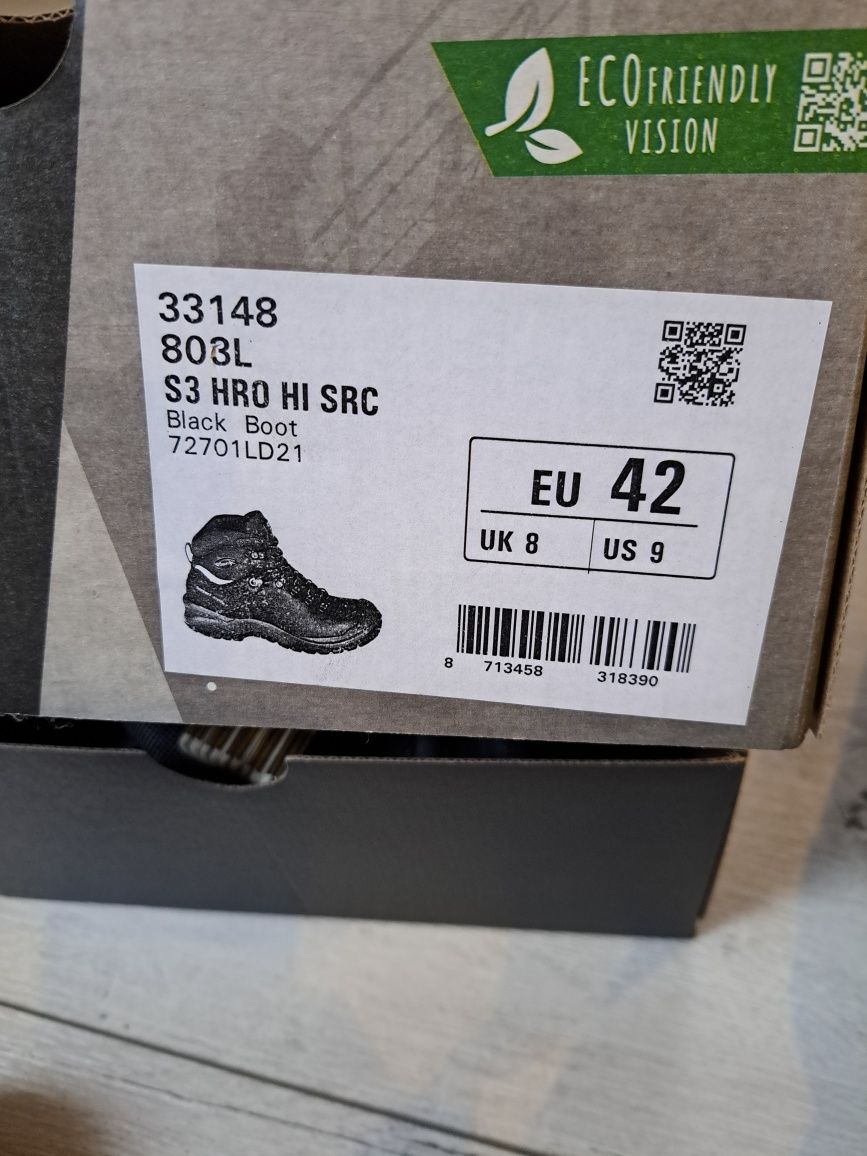 ECOFRIENDLY
VISION
33148
803L
S3 HRO HI SRC
Black Boot
72701LD21
EU 42
UK 8
US 9
8 713458 318390